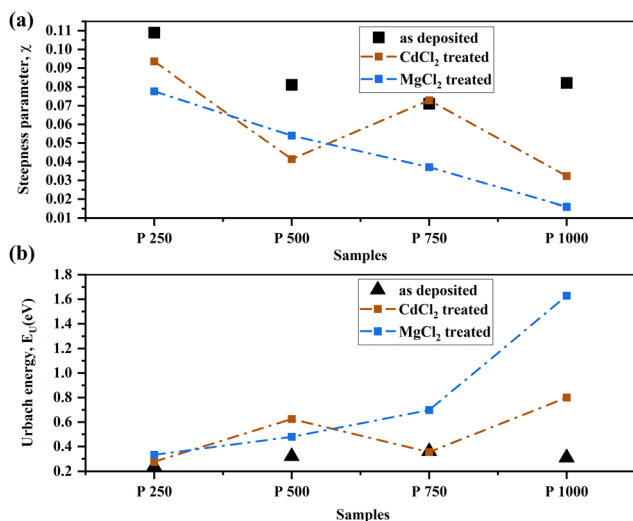 (a)
Steepness parameter, χ
0.11
0.10
0.09
0.08
0.07
0.06
0.05
0.04
0.03
0.02
0.01
as deposited
CdCl₂ treated
MgCl₂ treated
P 250 P 500 P 750 P 1000
Samples
(b)
Urbach energy, E_U(eV)
1.8
1.6
1.4
1.2
1.0
0.8
0.6
0.4
0.2
as deposited
CdCl₂ treated
MgCl₂ treated
P 250 P 500 P 750 P 1000
Samples